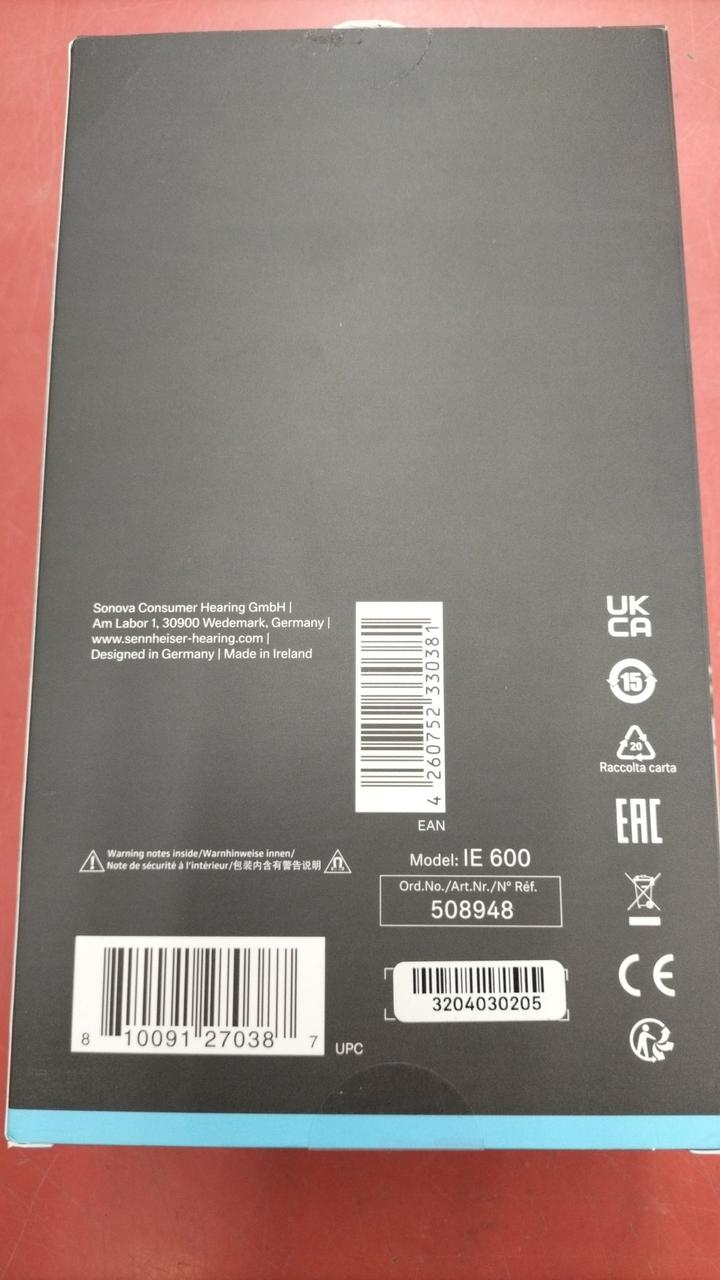 Sonova Consumer Hearing GmbH |
Am Labor 1, 30900 Wedemark, Germany |
www.sennheiser-hearing.com |
Designed in Germany | Made in Ireland
4 260752 330381
EAN
UK
CA
15
20
Raccolta carta
EAC
Warning notes inside/Warnhinweise innen/
Note de sécurité à l'intérieur/包装内含有警告说明
Model: IE 600
Ord.No./Art.Nr./N° Réf.
508948
3204030205
CE
8 10091 27038 7
UPC